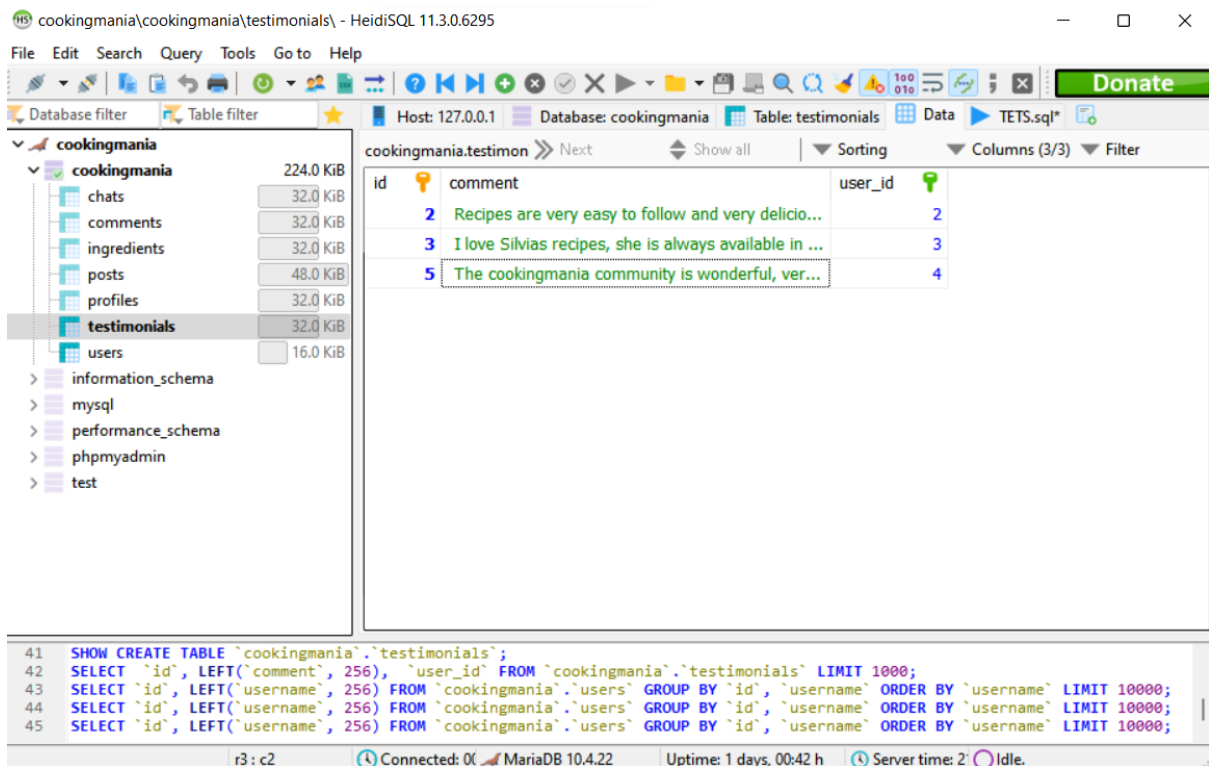 HS cookingmania\cookingmania\testimonials\ - HeidiSQL 11.3.0.6295
File Edit Search Query Tools Go to Help
Donate
Database filter Table filter Host: 127.0.0.1 Database: cookingmania Table: testimonials Data TETS.sql*
cookingmania
cookingmania 224.0 KiB
chats 32.0 KiB
comments 32.0 KiB
ingredients 32.0 KiB
posts 48.0 KiB
profiles 32.0 KiB
testimonials 32.0 KiB
users 16.0 KiB
information_schema
mysql
performance_schema
phpmyadmin
test
cookingmania.testimon Next Show all Sorting Columns (3/3) Filter
id comment user_id
2 Recipes are very easy to follow and very delicio... 2
3 I love Silvias recipes, she is always available in ... 3
5 The cookingmania community is wonderful, ver... 4
41 SHOW CREATE TABLE `cookingmania`.`testimonials`;
42 SELECT `id`, LEFT(`comment`, 256), `user_id` FROM `cookingmania`.`testimonials` LIMIT 1000;
43 SELECT `id`, LEFT(`username`, 256) FROM `cookingmania`.`users` GROUP BY `id`, `username` ORDER BY `username` LIMIT 10000;
44 SELECT `id`, LEFT(`username`, 256) FROM `cookingmania`.`users` GROUP BY `id`, `username` ORDER BY `username` LIMIT 10000;
45 SELECT `id`, LEFT(`username`, 256) FROM `cookingmania`.`users` GROUP BY `id`, `username` ORDER BY `username` LIMIT 10000;
r3 : c2 Connected: 00 MariaDB 10.4.22 Uptime: 1 days, 00:42 h Server time: 2 Idle.